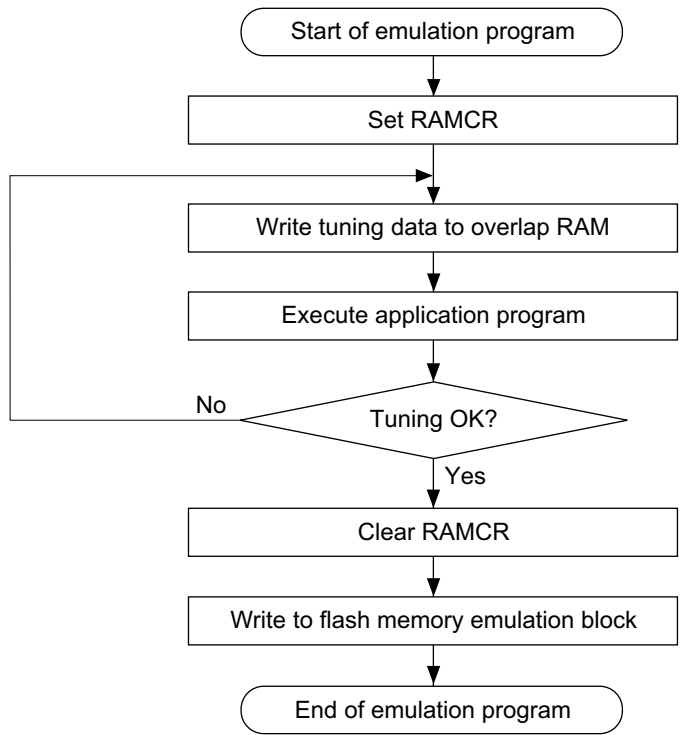 Start of emulation program
Set RAMCR
Write tuning data to overlap RAM
Execute application program
No
Tuning OK?
Yes
Clear RAMCR
Write to flash memory emulation block
End of emulation program